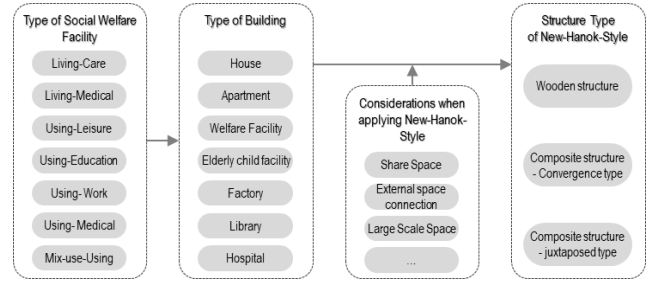 Type of Social Welfare
Facility
Living-Care
Living-Medical
Using-Leisure
Using-Education
Using- Work
Using- Medical
Mix-use-Using
Type of Building
House
Apartment
Welfare Facility
Elderly child facility
Factory
Library
Hospital
Considerations when
applying New-Hanok-
Style
Share Space
External space
connection
Large Scale Space
...
Structure Type
of New-Hanok-Style
Wooden structure
Composite structure
- Convergence type
Composite structure
- juxtaposed type